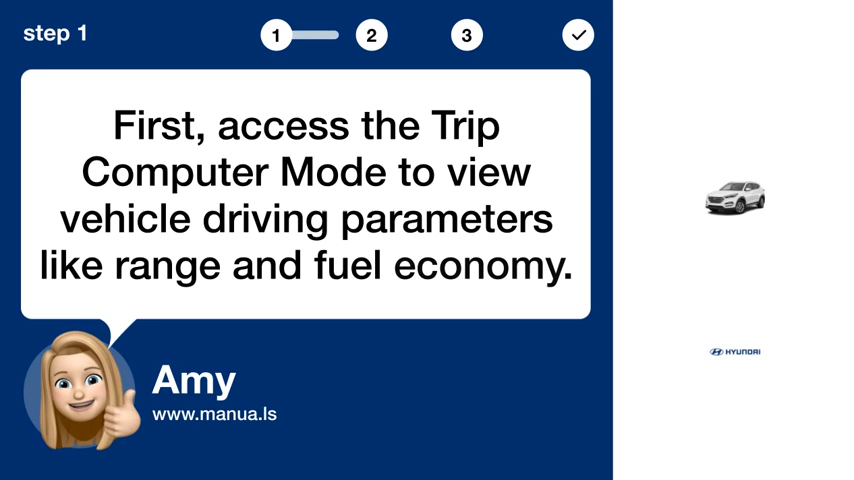 step 1
1
2
3
First, access the Trip
Computer Mode to view
vehicle driving parameters
like range and fuel economy.
Amy
www.manua.ls
HYUNDAI